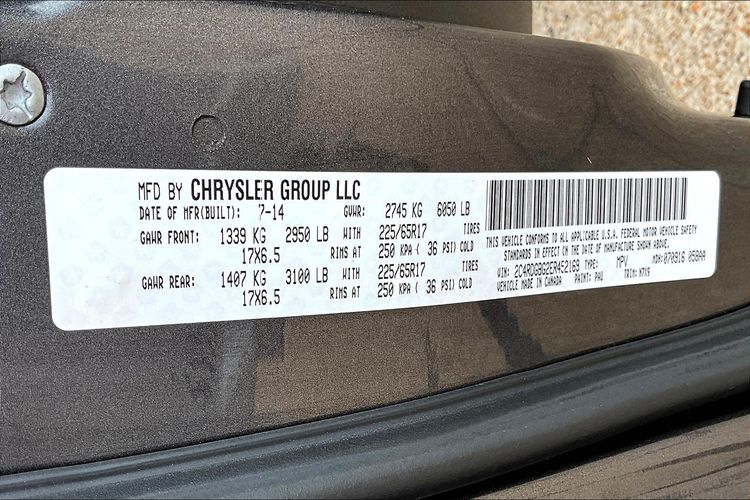 MFD BY CHRYSLER GROUP LLC
DATE OF MFR(BUILT): 7-14 GVWR: 2745 KG 6050 LB
GAWR FRONT: 1339 KG 2950 LB WITH 225/65R17 TIRES
17X6.5 RIMS AT 250 KPA ( 36 PSI) COLD
GAWR REAR: 1407 KG 3100 LB WITH 225/65R17 TIRES
17X6.5 RIMS AT 250 KPA ( 36 PSI) COLD
THIS VEHICLE CONFORMS TO ALL APPLICABLE U.S.A. FEDERAL MOTOR VEHICLE SAFETY
STANDARDS IN EFFECT ON THE DATE OF MANUFACTURE SHOWN ABOVE.
VIN: 2C4RDGBG2ER452169 TYPE: MPV MDH: 070916 058AA
VEHICLE MADE IN CANADA PAINT: PAU TRIM: